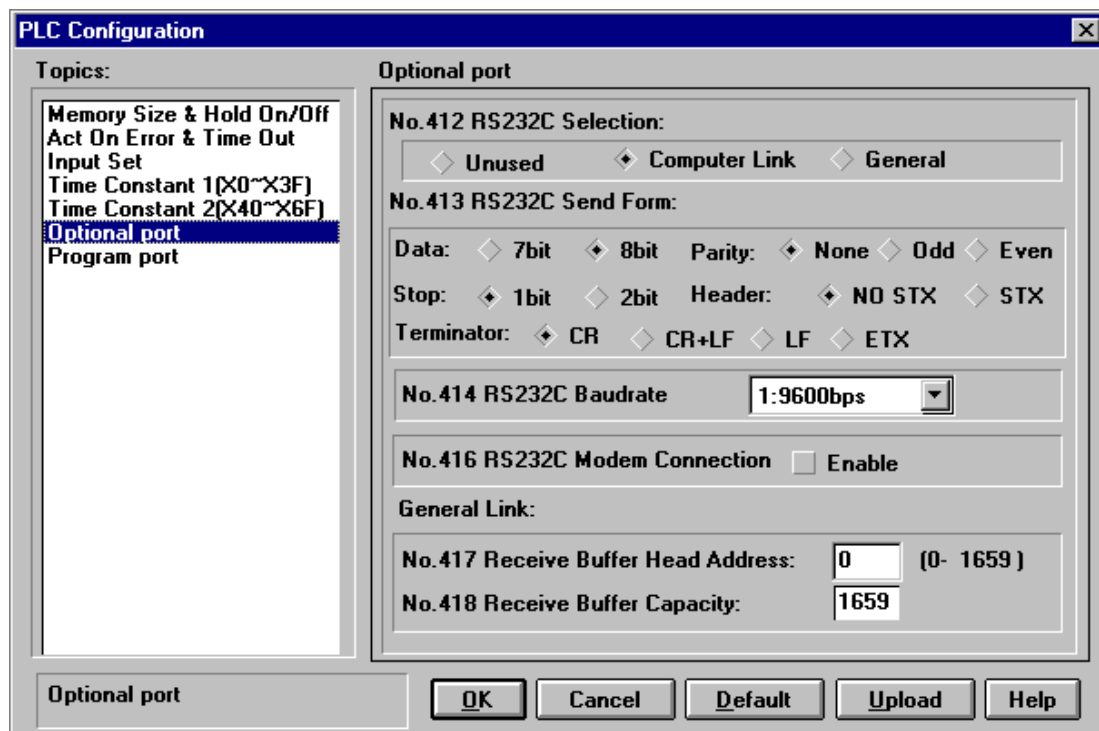 PLC Configuration
Topics:
Memory Size & Hold On/Off
Act On Error & Time Out
Input Set
Time Constant 1(X0~X3F)
Time Constant 2(X40~X6F)
Optional port
Program port
Optional port
No.412 RS232C Selection:
Unused Computer Link General
No.413 RS232C Send Form:
Data: 7bit 8bit Parity: None Odd Even
Stop: 1bit 2bit Header: NO STX STX
Terminator: CR CR+LF LF ETX
No.414 RS232C Baudrate 1:9600bps
No.416 RS232C Modem Connection Enable
General Link:
No.417 Receive Buffer Head Address: 0 (0- 1659 )
No.418 Receive Buffer Capacity: 1659
Optional port
OK Cancel Default Upload Help